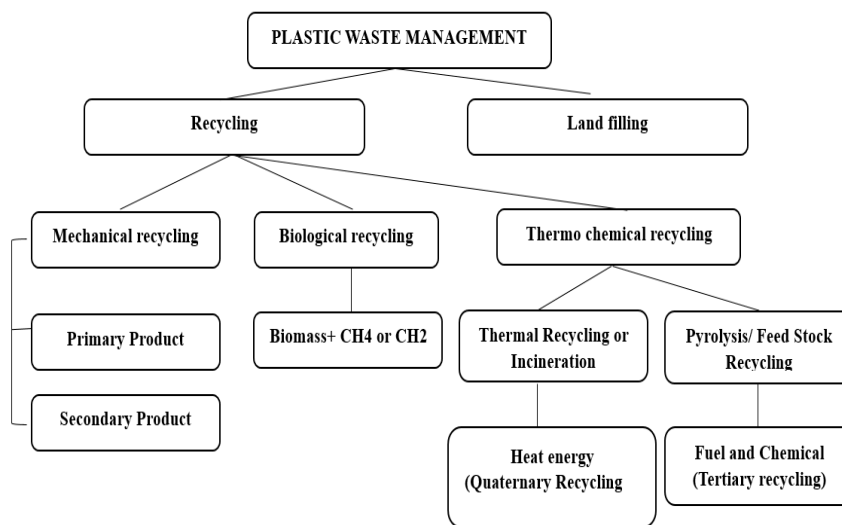 PLASTIC WASTE MANAGEMENT
Recycling
Land filling
Mechanical recycling
Biological recycling
Thermo chemical recycling
Primary Product
Biomass+ CH4 or CH2
Thermal Recycling or
Incineration
Pyrolysis/ Feed Stock
Recycling
Secondary Product
Heat energy
(Quaternary Recycling
Fuel and Chemical
(Tertiary recycling)